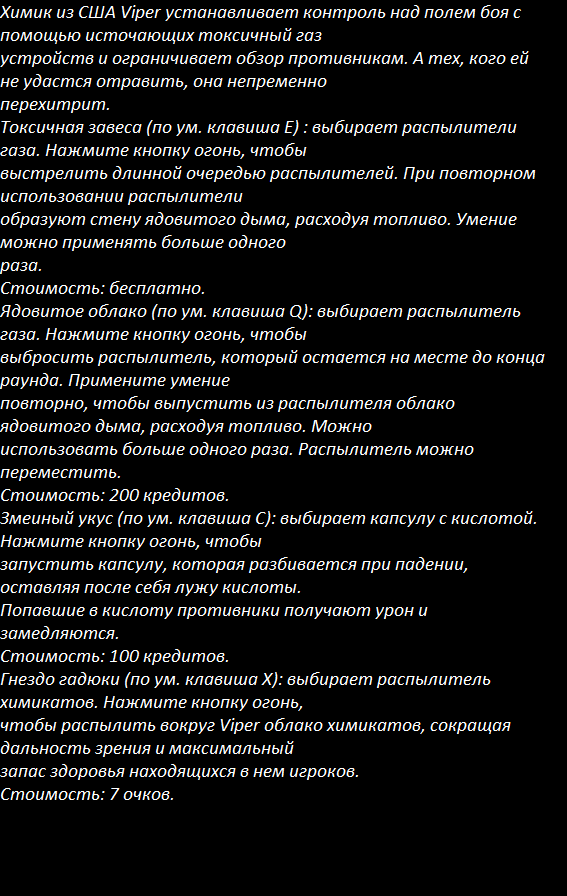 Химик из США Viper устанавливает контроль над полем боя с
помощью источающих токсичный газ
устройств и ограничивает обзор противникам. А тех, кого ей
не удастся отравить, она непременно
перехитрит.
Токсичная завеса (по ум. клавиша E) : выбирает распылители
газа. Нажмите кнопку огонь, чтобы
выстрелить длинной очередью распылителей. При повторном
использовании распылители
образуют стену ядовитого дыма, расходуя топливо. Умение
можно применять больше одного
раза.
Стоимость: бесплатно.
Ядовитое облако (по ум. клавиша Q): выбирает распылитель
газа. Нажмите кнопку огонь, чтобы
выбросить распылитель, который остается на месте до конца
раунда. Примените умение
повторно, чтобы выпустить из распылителя облако
ядовитого дыма, расходуя топливо. Можно
использовать больше одного раза. Распылитель можно
переместить.
Стоимость: 200 кредитов.
Змеиный укус (по ум. клавиша C): выбирает капсулу с кислотой.
Нажмите кнопку огонь, чтобы
запустить капсулу, которая разбивается при падении,
оставляя после себя лужу кислоты.
Попавшие в кислоту противники получают урон и
замедляются.
Стоимость: 100 кредитов.
Гнездо гадюки (по ум. клавиша X): выбирает распылитель
химикатов. Нажмите кнопку огонь,
чтобы распылить вокруг Viper облако химикатов, сокращая
дальность зрения и максимальный
запас здоровья находящихся в нем игроков.
Стоимость: 7 очков.